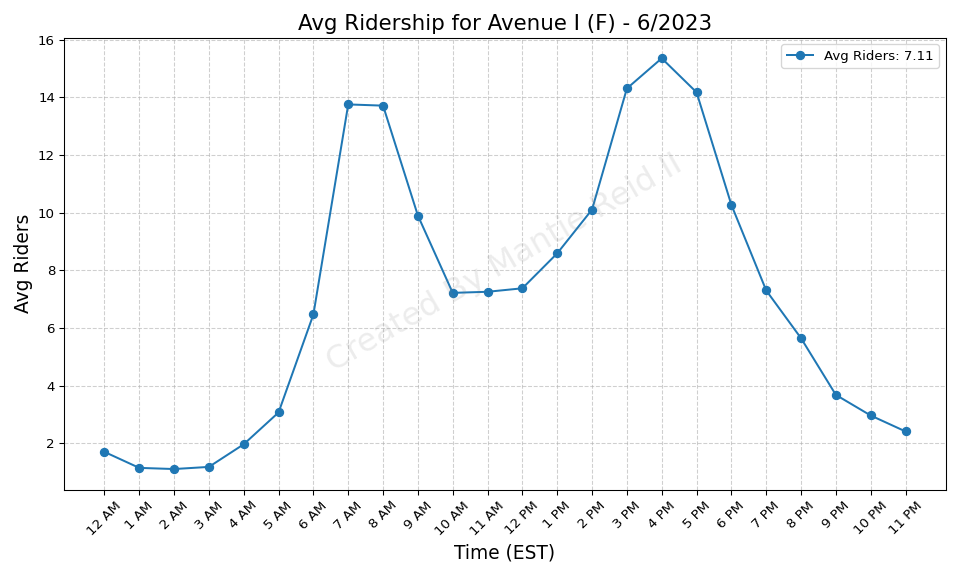 Avg Ridership for Avenue I (F) - 6/2023
Avg Riders: 7.11
16
14
12
10
8
6
4
2
Avg Riders
Created By Mantie Reid II
12 AM
1 AM
2 AM
3 AM
4 AM
5 AM
6 AM
7 AM
8 AM
9 AM
10 AM
11 AM
12 PM
1 PM
2 PM
3 PM
4 PM
5 PM
6 PM
7 PM
8 PM
9 PM
10 PM
11 PM
Time (EST)